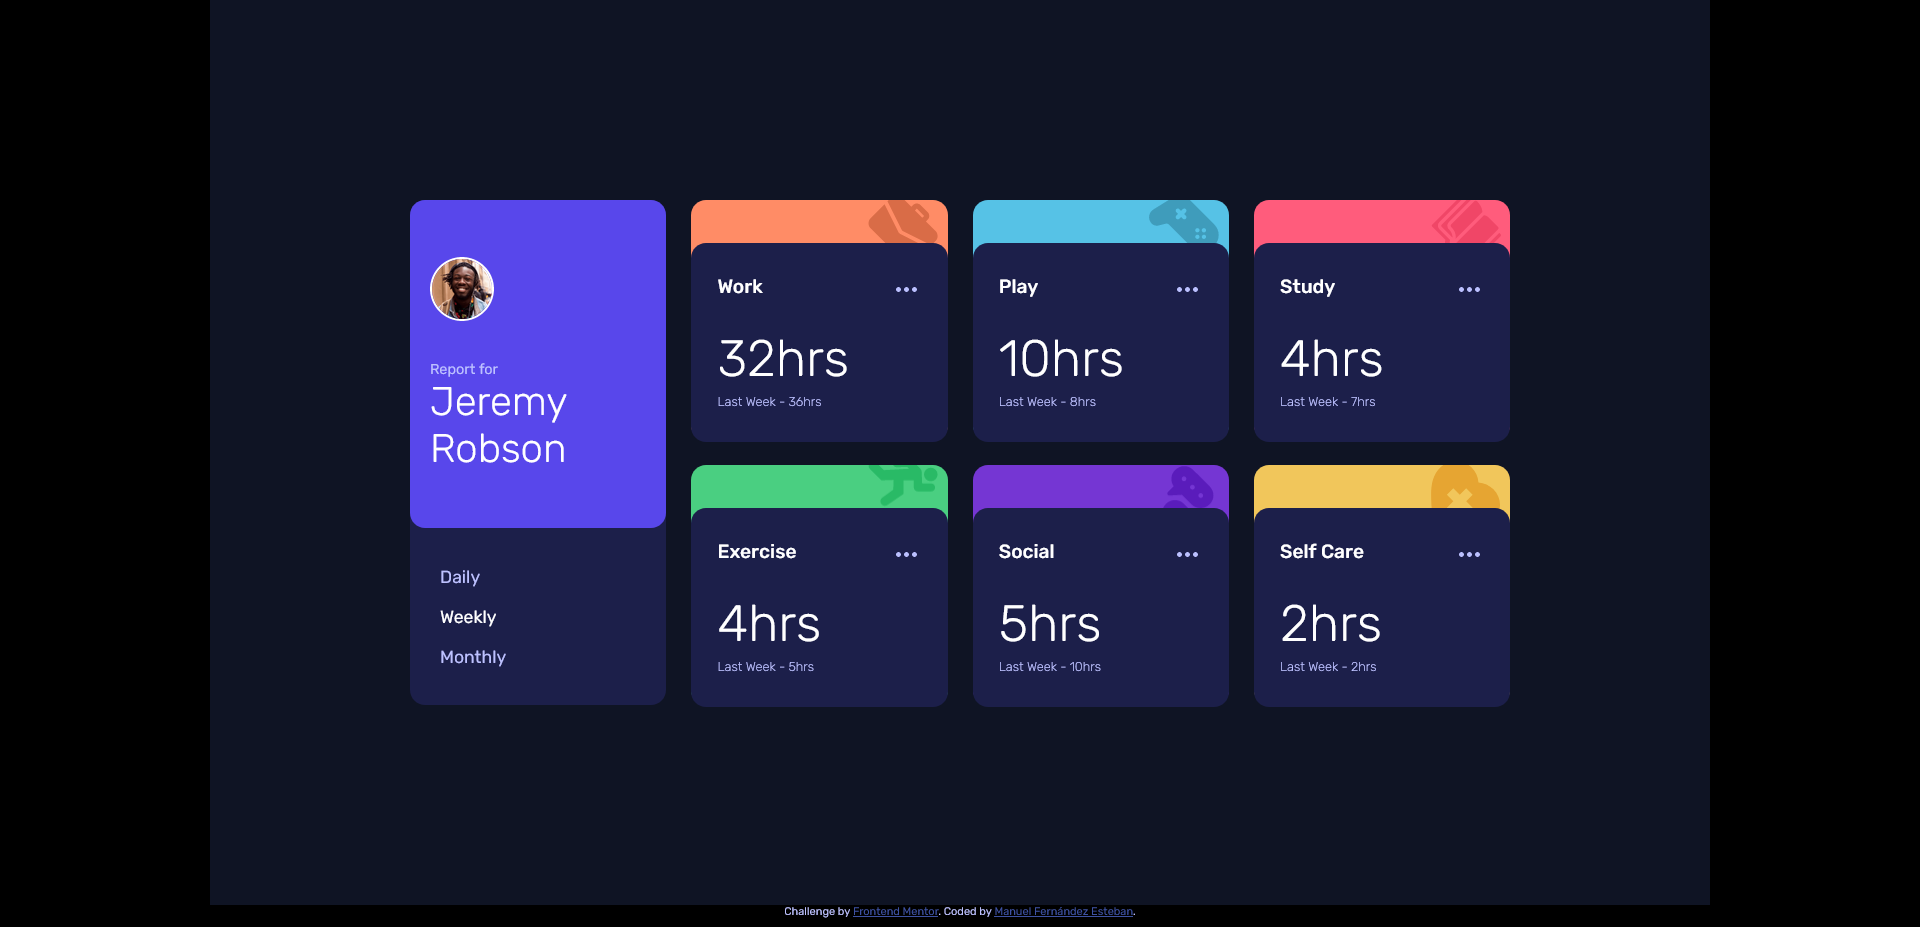 Report for
Jeremy
Robson
Daily
Weekly
Monthly
Work
32hrs
Last Week - 36hrs
Play
10hrs
Last Week - 8hrs
Study
4hrs
Last Week - 7hrs
Exercise
4hrs
Last Week - 5hrs
Social
5hrs
Last Week - 10hrs
Self Care
2hrs
Last Week - 2hrs
Challenge by Frontend Mentor. Coded by Manuel Fernández Esteban.